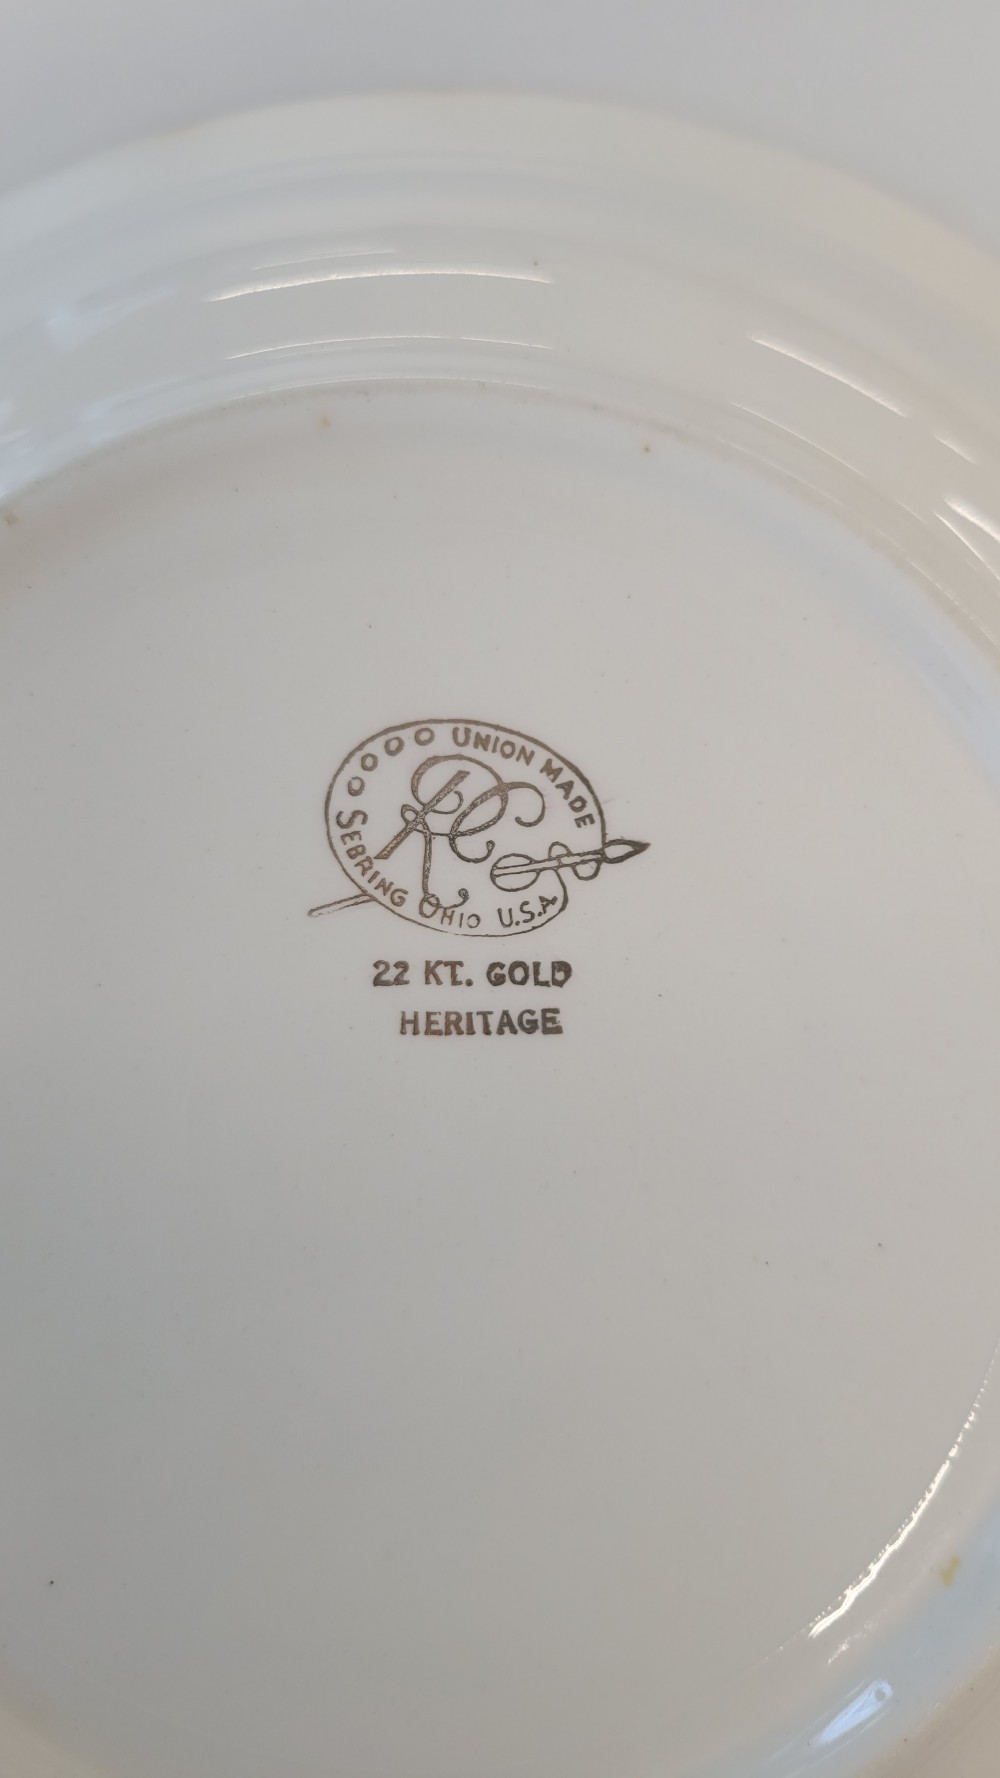 UNION MADE
RC
SEBRING OHIO U.S.A.
22 KT. GOLD
HERITAGE